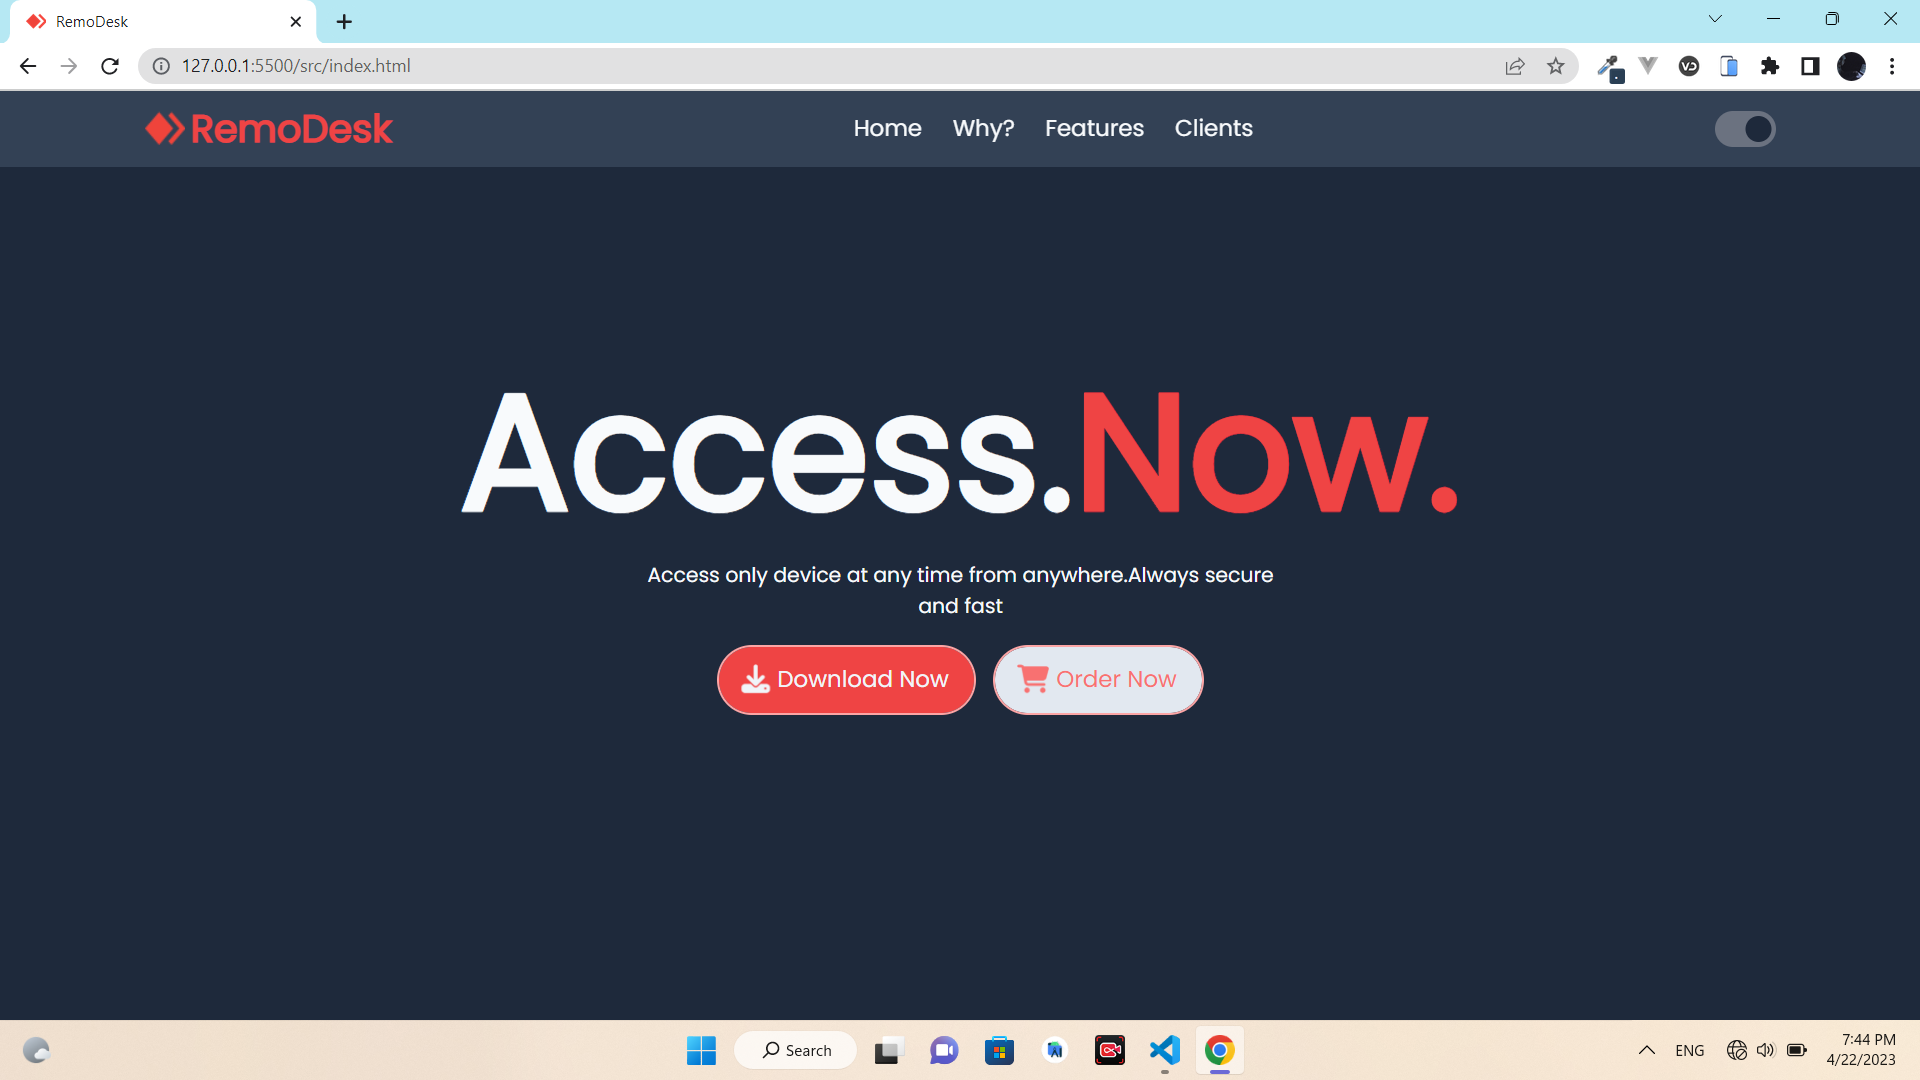 RemoDesk
127.0.0.1:5500/src/index.html
RemoDesk
Home Why? Features Clients
Access.Now.
Access only device at any time from anywhere.Always secure
and fast
Download Now Order Now
Search
ENG
7:44 PM
4/22/2023